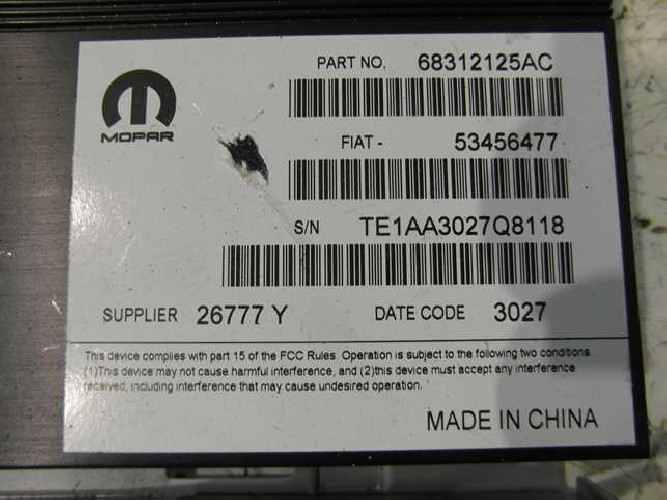 MOPAR
PART NO. 68312125AC
FIAT - 53456477
S/N TE1AA3027Q8118
SUPPLIER 26777 Y DATE CODE 3027
This device complies with part 15 of the FCC Rules. Operation is subject to the following two conditions
(1)This device may not cause harmful interference, and (2)this device must accept any interference
received, including interference that may cause undesired operation.
MADE IN CHINA